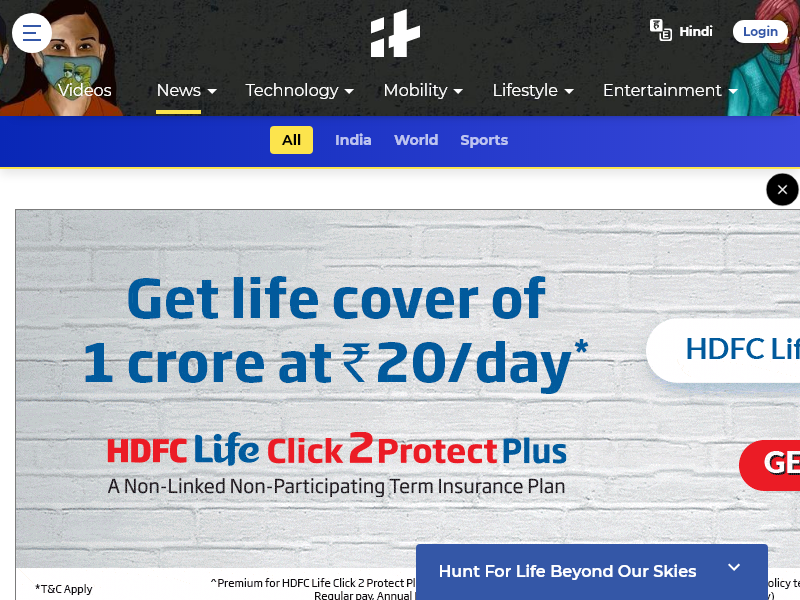 Hindi
Login
Videos
News
Technology
Mobility
Lifestyle
Entertainment
All
India
World
Sports
Get life cover of
1 crore at ₹20/day*
HDFC Lif
HDFC Life Click 2 Protect Plus
GE
A Non-Linked Non-Participating Term Insurance Plan
Hunt For Life Beyond Our Skies
*T&C Apply
^Premium for HDFC Life Click 2 Protect Pl
olicy te
Regular pay, Annual